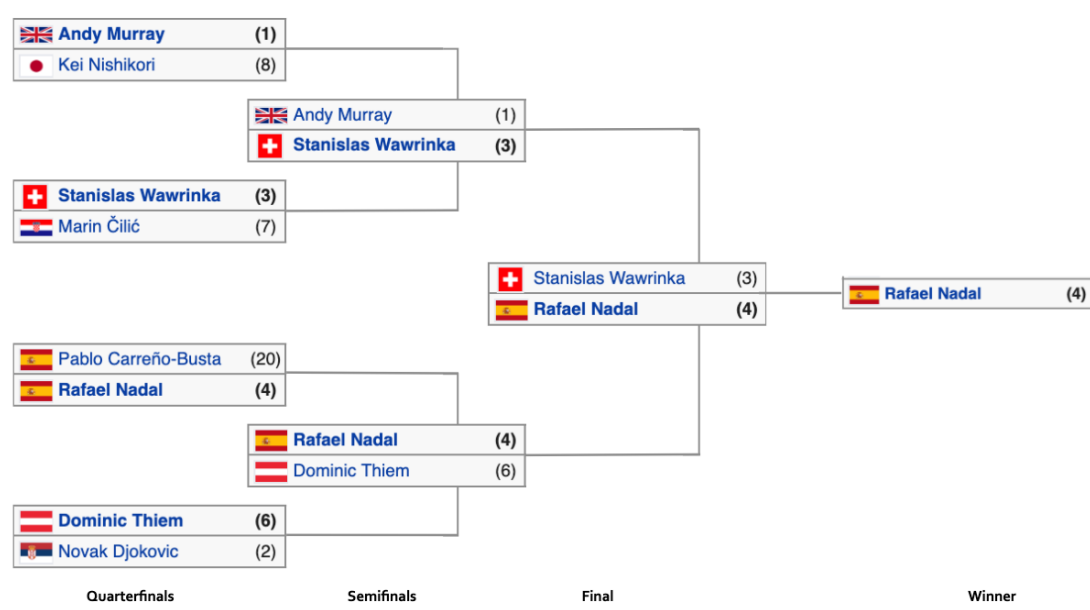 Andy Murray (1)
Kei Nishikori (8)
Andy Murray (1)
Stanislas Wawrinka (3)
Stanislas Wawrinka (3)
Marin Čilić (7)
Stanislas Wawrinka (3)
Rafael Nadal (4)
Rafael Nadal (4)
Pablo Carreño-Busta (20)
Rafael Nadal (4)
Rafael Nadal (4)
Dominic Thiem (6)
Dominic Thiem (6)
Novak Djokovic (2)
Quarterfinals Semifinals Final Winner